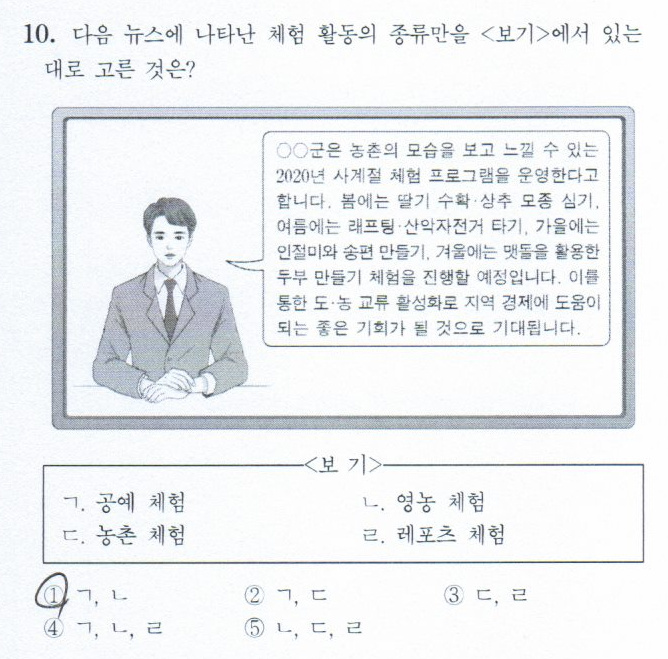 10. 다음 뉴스에 나타난 체험 활동의 종류만을 <보기>에서 있는
대로 고른 것은?
○○군은 농촌의 모습을 보고 느낄 수 있는
2020년 사계절 체험 프로그램을 운영한다고
합니다. 봄에는 딸기 수확·상추 모종 심기,
여름에는 래프팅·산악자전거 타기, 가을에는
인절미와 송편 만들기, 겨울에는 맷돌을 활용한
두부 만들기 체험을 진행할 예정입니다. 이를
통한 도·농 교류 활성화로 지역 경제에 도움이
되는 좋은 기회가 될 것으로 기대됩니다.
<보 기>
ㄱ. 공예 체험 ㄴ. 영농 체험
ㄷ. 농촌 체험 ㄹ. 레포츠 체험
① ㄱ, ㄴ ② ㄱ, ㄷ ③ ㄷ, ㄹ
④ ㄱ, ㄴ, ㄹ ⑤ ㄴ, ㄷ, ㄹ